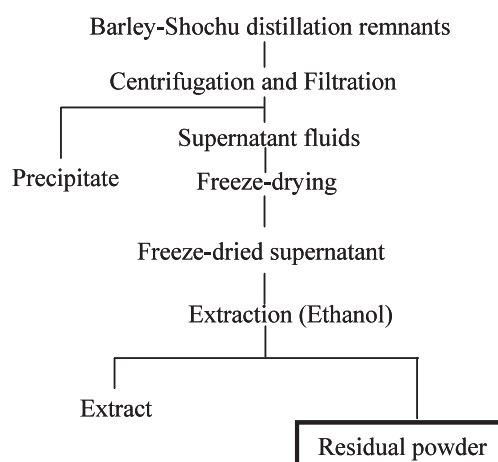 Barley-Shochu distillation remnants
Centrifugation and Filtration
Supernatant fluids
Precipitate
Freeze-drying
Freeze-dried supernatant
Extraction (Ethanol)
Extract
Residual powder